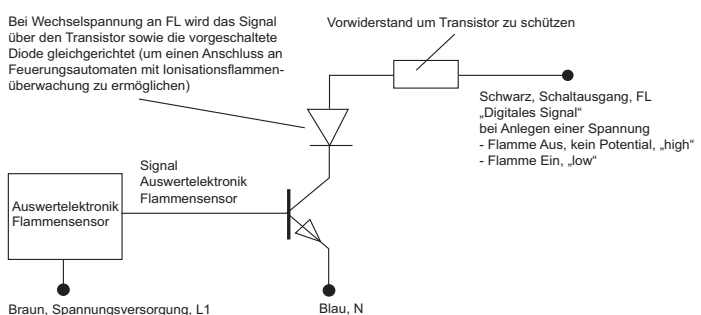 Bei Wechselspannung an FL wird das Signal
über den Transistor sowie die vorgeschaltete
Diode gleichgerichtet (um einen Anschluss an
Feuerungsautomaten mit Ionisationsflammen-
überwachung zu ermöglichen)
Vorwiderstand um Transistor zu schützen
Schwarz, Schaltausgang, FL
„Digitales Signal“
bei Anlegen einer Spannung
- Flamme Aus, kein Potential, „high“
- Flamme Ein, „low“
Signal
Auswertelektronik
Flammensensor
Auswertelektronik
Flammensensor
Braun, Spannungsversorgung, L1
Blau, N